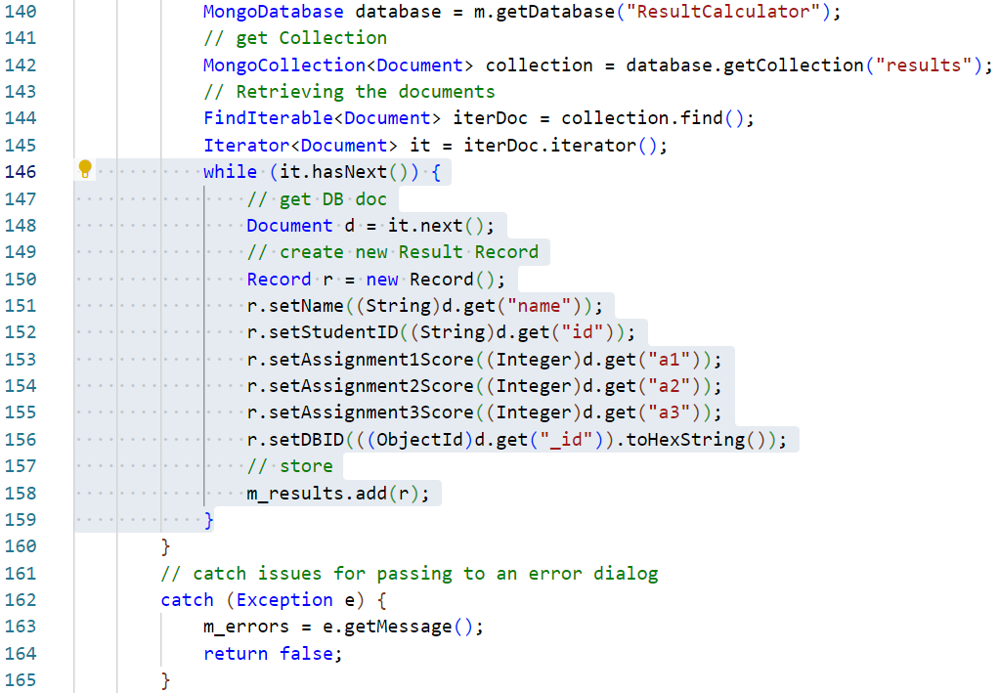 140 MongoDatabase database = m.getDatabase("ResultCalculator");
141 // get Collection
142 MongoCollection<Document> collection = database.getCollection("results");
143 // Retrieving the documents
144 FindIterable<Document> iterDoc = collection.find();
145 Iterator<Document> it = iterDoc.iterator();
146 while (it.hasNext()) {
147 // get DB doc
148 Document d = it.next();
149 // create new Result Record
150 Record r = new Record();
151 r.setName((String)d.get("name"));
152 r.setStudentID((String)d.get("id"));
153 r.setAssignment1Score((Integer)d.get("a1"));
154 r.setAssignment2Score((Integer)d.get("a2"));
155 r.setAssignment3Score((Integer)d.get("a3"));
156 r.setDBID(((ObjectId)d.get("_id")).toHexString());
157 // store
158 m_results.add(r);
159 }
160 }
161 // catch issues for passing to an error dialog
162 catch (Exception e) {
163 m_errors = e.getMessage();
164 return false;
165 }